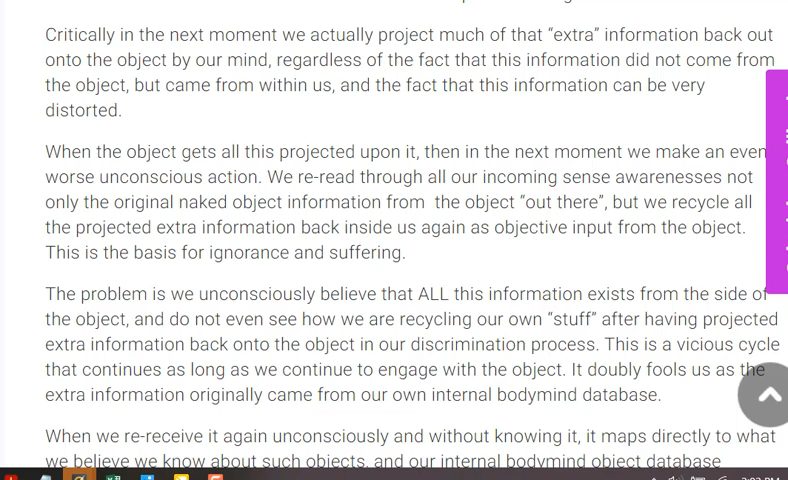 Critically in the next moment we actually project much of that “extra” information back out
onto the object by our mind, regardless of the fact that this information did not come from
the object, but came from within us, and the fact that this information can be very
distorted.
When the object gets all this projected upon it, then in the next moment we make an even
worse unconscious action. We re-read through all our incoming sense awarenesses not
only the original naked object information from the object “out there”, but we recycle all
the projected extra information back inside us again as objective input from the object.
This is the basis for ignorance and suffering.
The problem is we unconsciously believe that ALL this information exists from the side of
the object, and do not even see how we are recycling our own “stuff” after having projected
extra information back onto the object in our discrimination process. This is a vicious cycle
that continues as long as we continue to engage with the object. It doubly fools us as the
extra information originally came from our own internal bodymind database.
When we re-receive it again unconsciously and without knowing it, it maps directly to what
we believe we know about such objects, and our internal bodymind object database